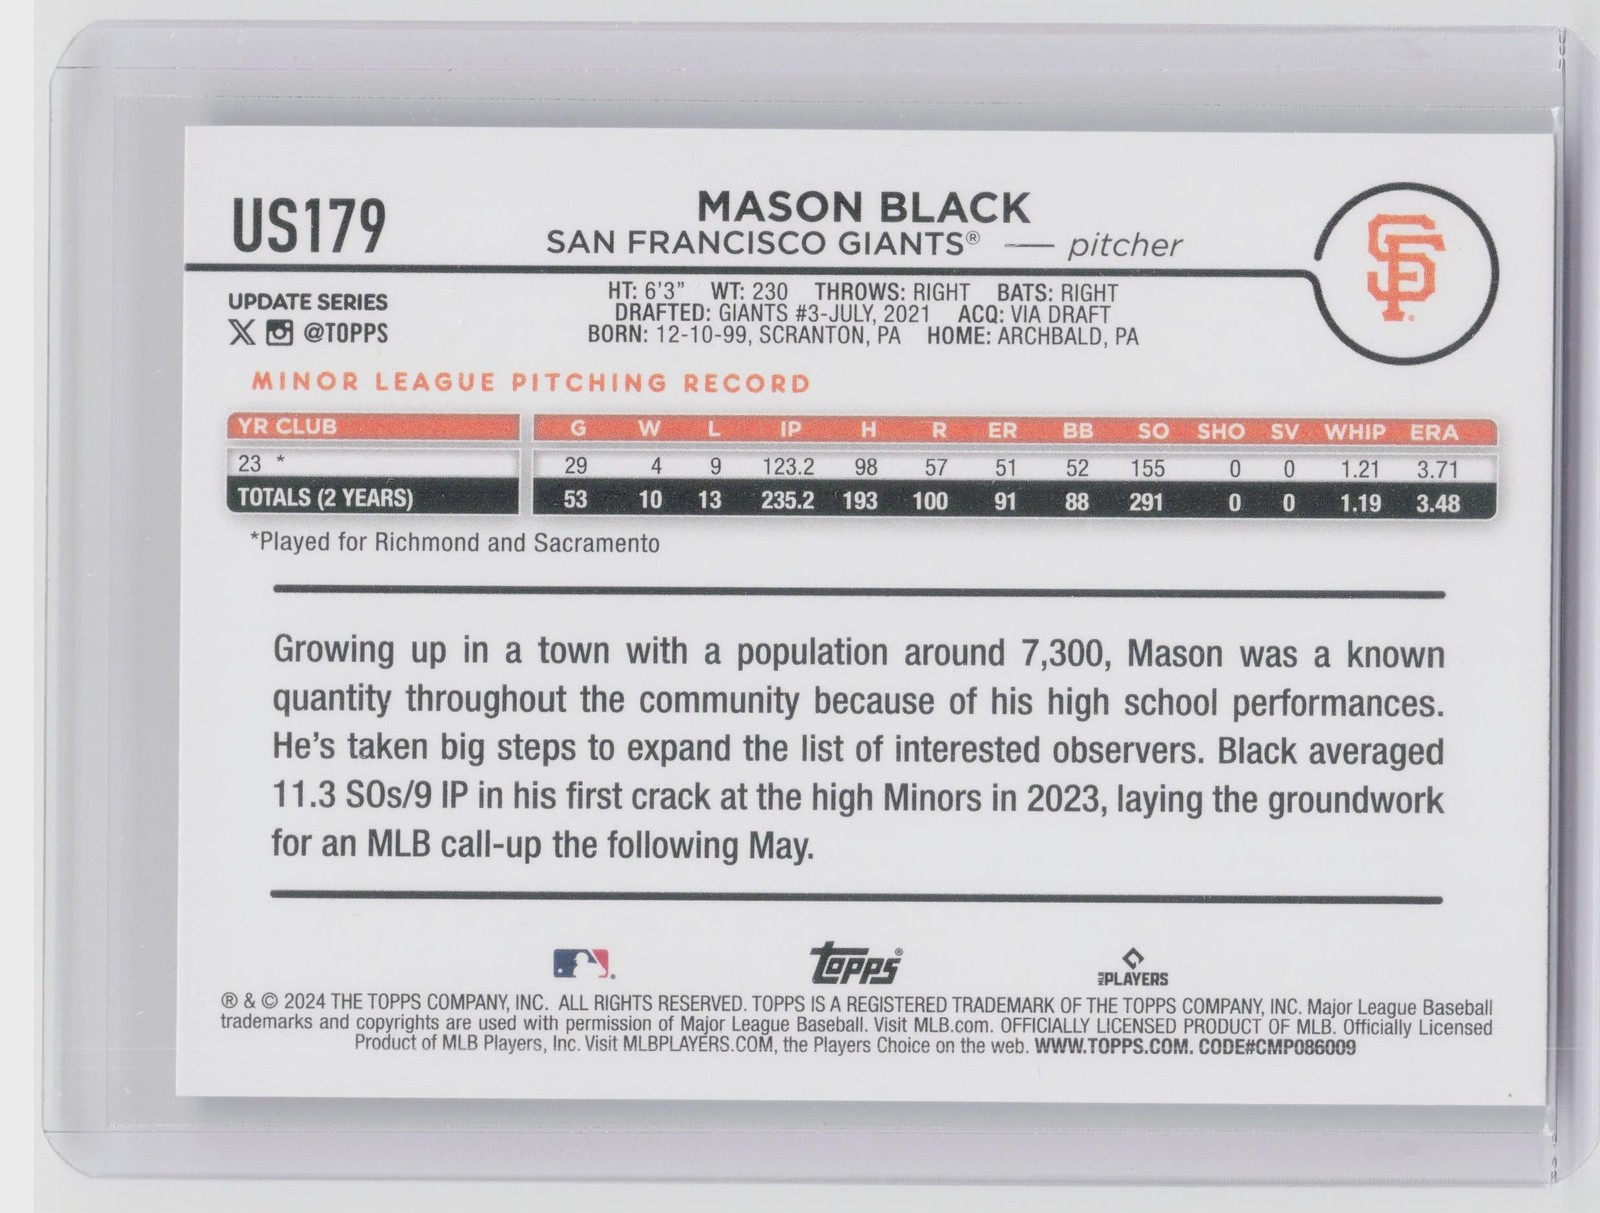 US179
MASON BLACK
SAN FRANCISCO GIANTS® — pitcher
SF
UPDATE SERIES
@TOPPS
HT: 6'3" WT: 230 THROWS: RIGHT BATS: RIGHT
DRAFTED: GIANTS #3-JULY, 2021 ACQ: VIA DRAFT
BORN: 12-10-99, SCRANTON, PA HOME: ARCHBALD, PA
MINOR LEAGUE PITCHING RECORD
YR CLUB G W L IP H R ER BB SO SHO SV WHIP ERA
23 * 29 4 9 123.2 98 57 51 52 155 0 0 1.21 3.71
TOTALS (2 YEARS) 53 10 13 235.2 193 100 91 88 291 0 0 1.19 3.48
*Played for Richmond and Sacramento
Growing up in a town with a population around 7,300, Mason was a known
quantity throughout the community because of his high school performances.
He's taken big steps to expand the list of interested observers. Black averaged
11.3 SOs/9 IP in his first crack at the high Minors in 2023, laying the groundwork
for an MLB call-up the following May.
Topps® PLAYERS
® & © 2024 THE TOPPS COMPANY, INC. ALL RIGHTS RESERVED. TOPPS IS A REGISTERED TRADEMARK OF THE TOPPS COMPANY, INC. Major League Baseball
trademarks and copyrights are used with permission of Major League Baseball. Visit MLB.com. OFFICIALLY LICENSED PRODUCT OF MLB. Officially Licensed
Product of MLB Players, Inc. Visit MLBPLAYERS.COM, the Players Choice on the web. WWW.TOPPS.COM. CODE#CMP086009